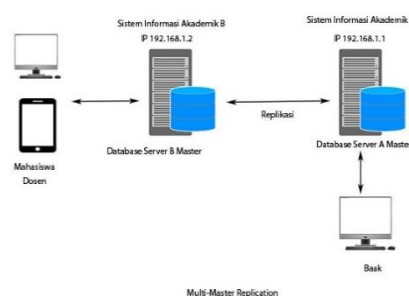 Sistem Informasi Akademik B
IP 192.168.1.2
Sistem Informasi Akademik
IP 192.168.1.1
Replikasi
Mahasiswa
Dosen
Database Server B Master
Database Server A Maste
Baak
Multi-Master Replication